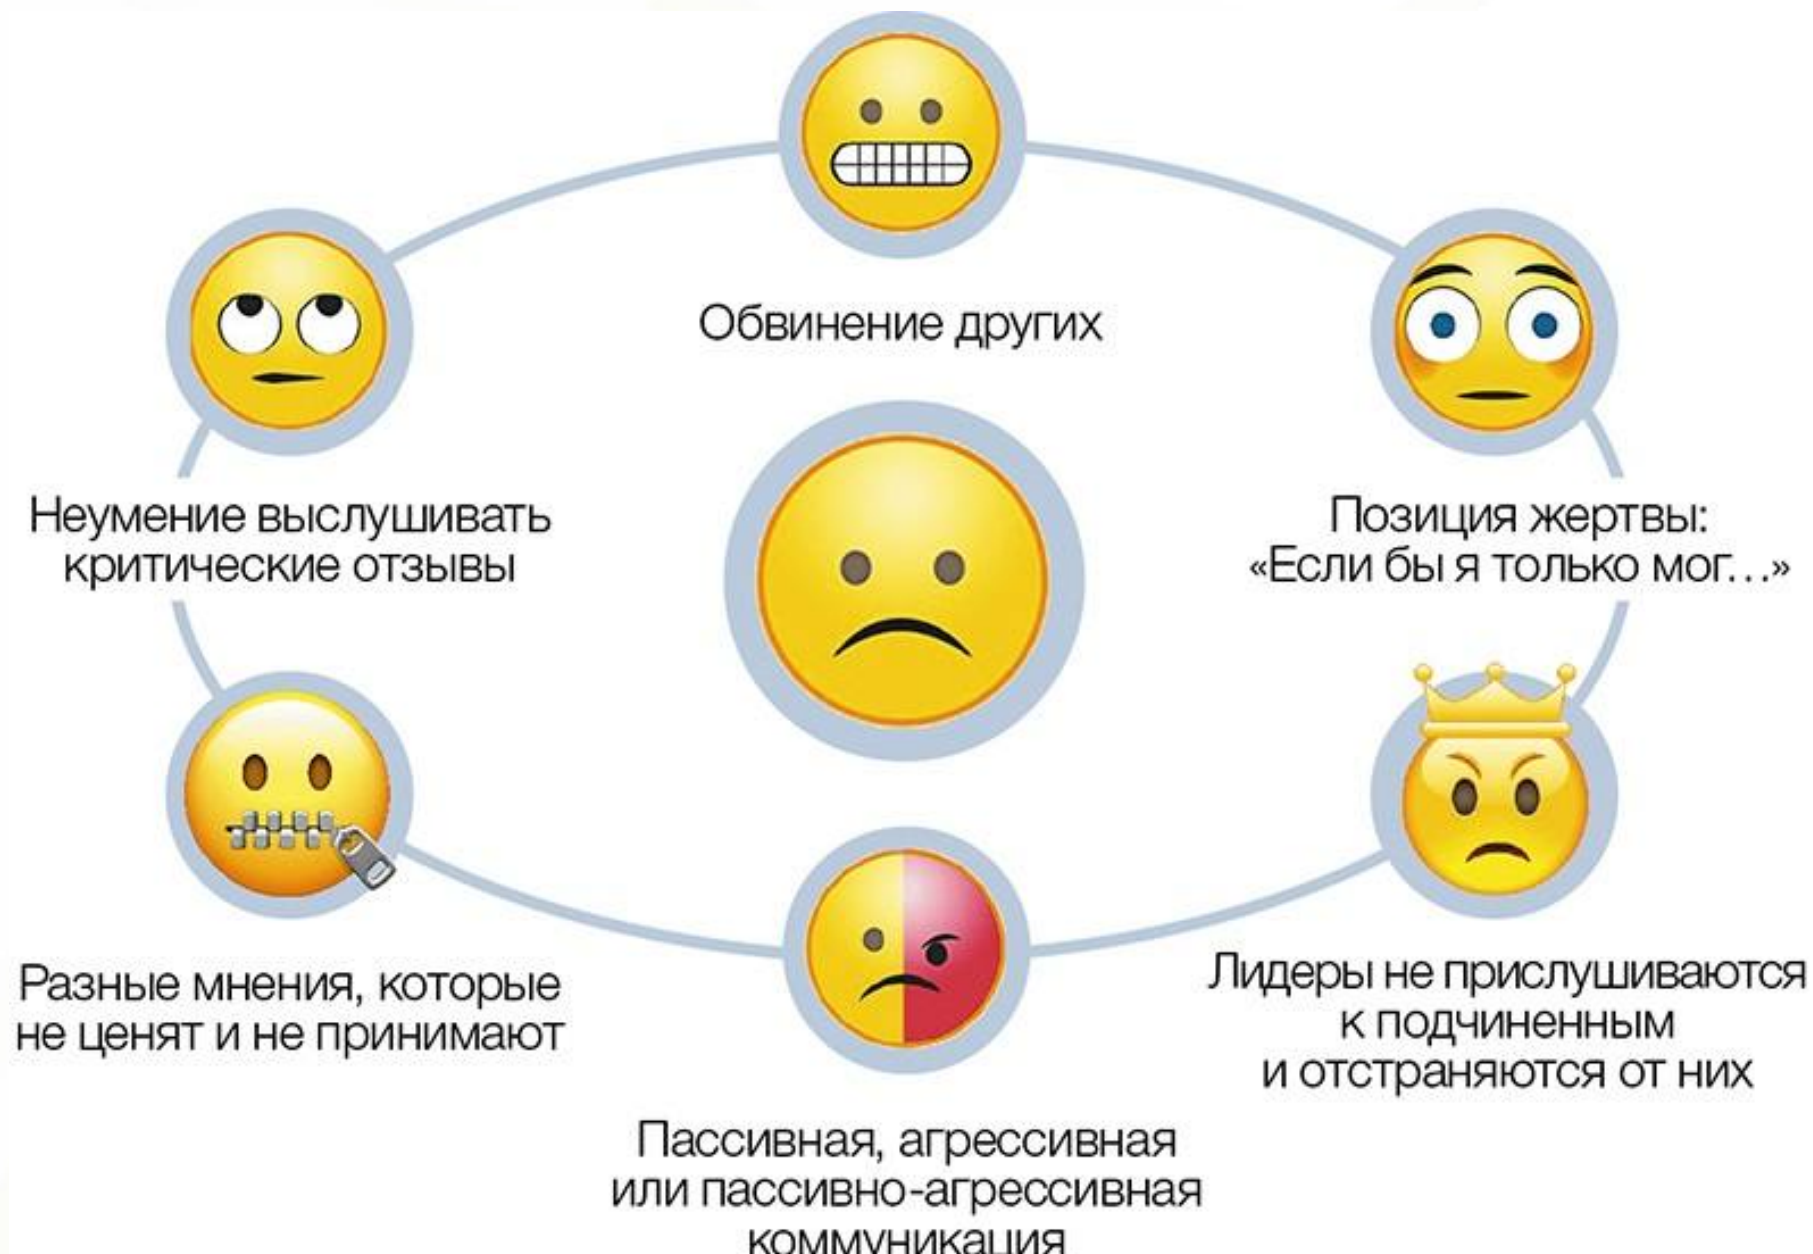 Обвинение других
Неумение выслушивать
критические отзывы
Позиция жертвы:
«Если бы я только мог…»
Разные мнения, которые
не ценят и не принимают
Лидеры не прислушиваются
к подчиненным
и отстраняются от них
Пассивная, агрессивная
или пассивно-агрессивная
коммуникация